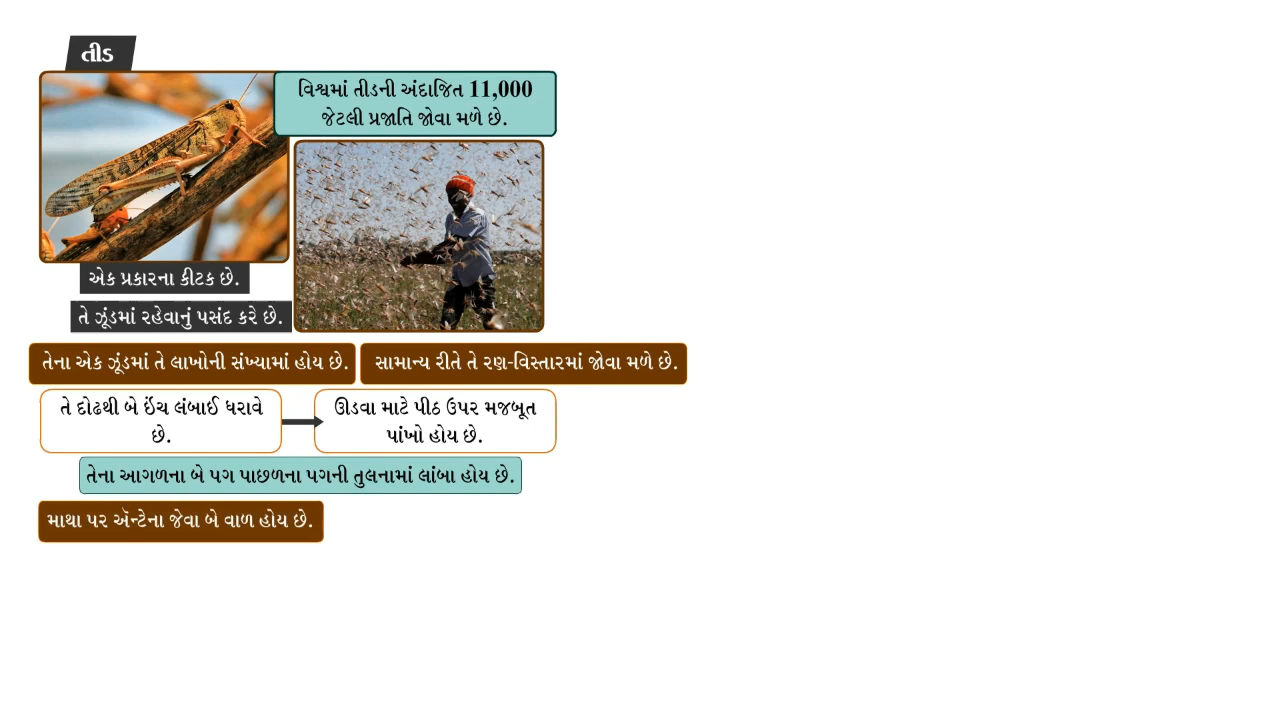 તીડ
વિશ્વમાં તીડની અંદાજિત 11,000
જેટલી પ્રજાતિ જોવા મળે છે.
એક પ્રકારના કીટક છે.
તે ઝૂંડમાં રહેવાનું પસંદ કરે છે.
તેના એક ઝૂંડમાં તે લાખોની સંખ્યામાં હોય છે.
સામાન્ય રીતે તે રણ-વિસ્તારમાં જોવા મળે છે.
તે દોઢથી બે ઇંચ લંબાઈ ધરાવે
છે.
ઊડવા માટે પીઠ ઉપર મજબૂત
પાંખો હોય છે.
તેના આગળના બે પગ પાછળના પગની તુલનામાં લાંબા હોય છે.
માથા પર ઍન્ટેના જેવા બે વાળ હોય છે.